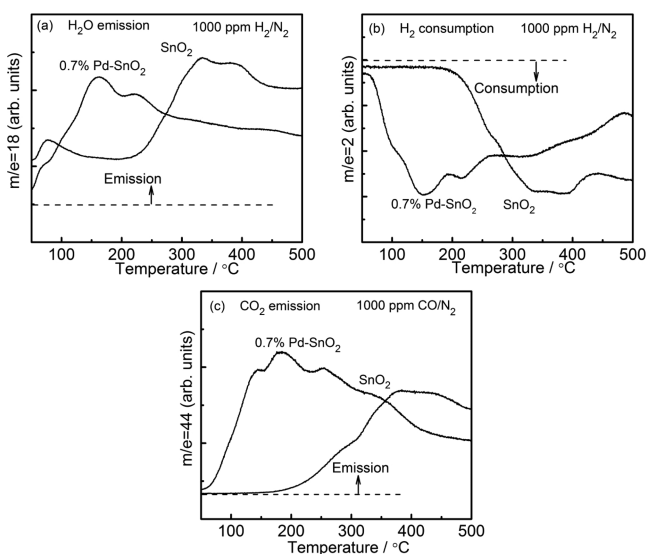 (a) H2O emission 1000 ppm H2/N2
SnO2
0.7% Pd-SnO2
Emission
m/e=18 (arb. units)
100 200 300 400 500
Temperature / °C
(b) H2 consumption 1000 ppm H2/N2
Consumption
0.7% Pd-SnO2
SnO2
m/e=2 (arb. units)
100 200 300 400 500
Temperature / °C
(c) CO2 emission 1000 ppm CO/N2
0.7% Pd-SnO2
SnO2
Emission
m/e=44 (arb. units)
100 200 300 400 500
Temperature / °C